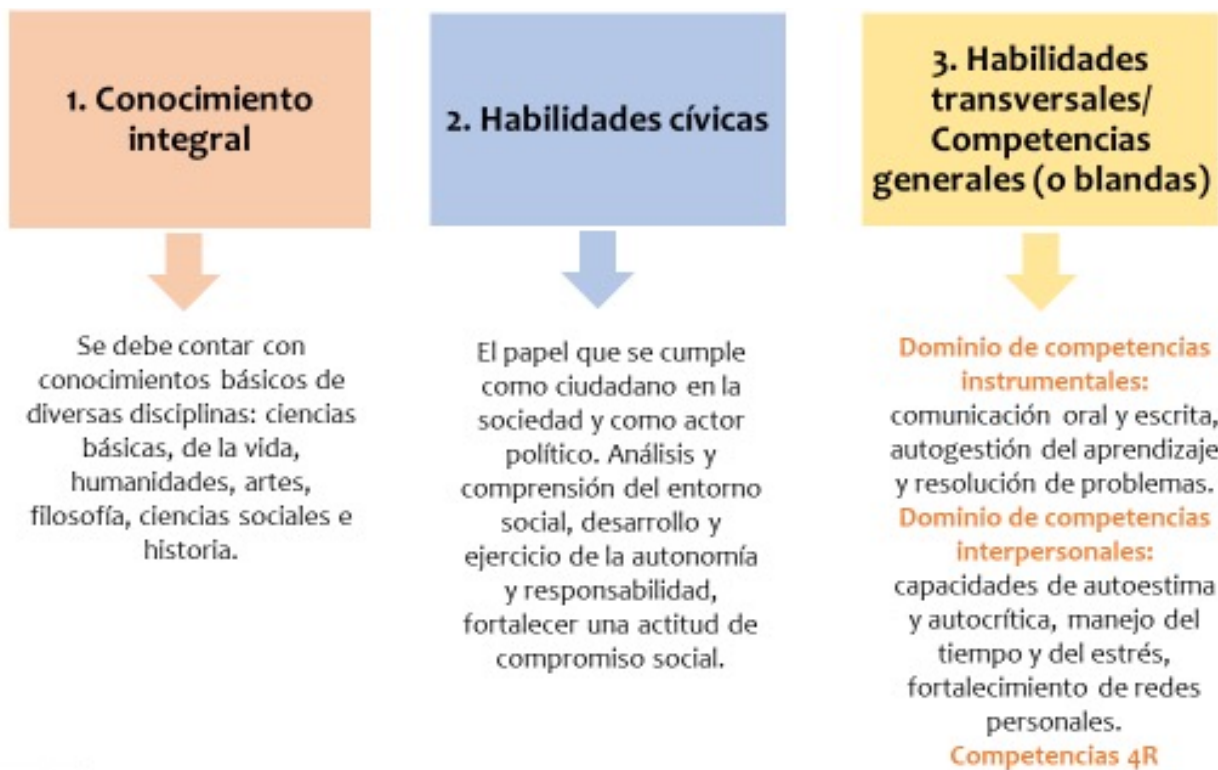 1. Conocimiento
integral
Se debe contar con
conocimientos básicos de
diversas disciplinas: ciencias
básicas, de la vida,
humanidades, artes,
filosofía, ciencias sociales e
historia.
2. Habilidades cívicas
El papel que se cumple
como ciudadano en la
sociedad y como actor
político. Análisis y
comprensión del entorno
social, desarrollo y
ejercicio de la autonomía
y responsabilidad,
fortalecer una actitud de
compromiso social.
3. Habilidades
transversales/
Competencias
generales (o blandas)
Dominio de competencias
instrumentales:
comunicación oral y escrita,
autogestión del aprendizaje
y resolución de problemas.
Dominio de competencias
interpersonales:
capacidades de autoestima
y autocrítica, manejo del
tiempo y del estrés,
fortalecimiento de redes
personales.
Competencias 4R